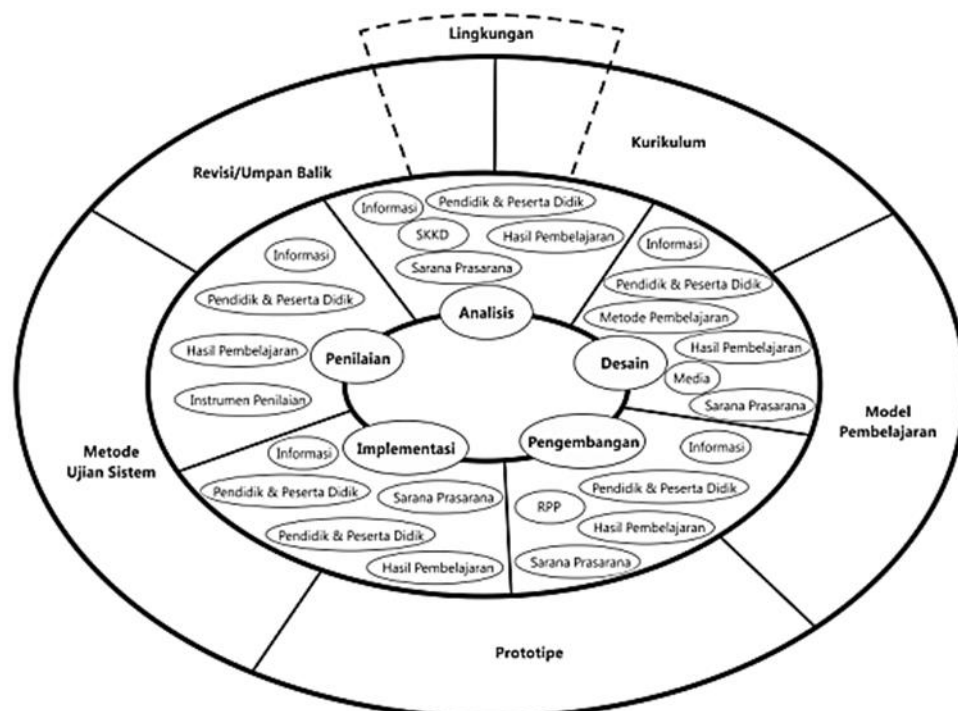 Lingkungan
Kurikulum
Revisi/Umpan Balik
Informasi
Pendidik & Peserta Didik
SKKD
Hasil Pembelajaran
Sarana Prasarana
Analisis
Informasi
Pendidik & Peserta Didik
Metode Pembelajaran
Hasil Pembelajaran
Media
Sarana Prasarana
Desain
Model
Pembelajaran
Informasi
Pendidik & Peserta Didik
RPP
Hasil Pembelajaran
Sarana Prasarana
Pengembangan
Prototipe
Implementasi
Informasi
Pendidik & Peserta Didik
Sarana Prasarana
Pendidik & Peserta Didik
Hasil Pembelajaran
Metode
Ujian Sistem
Penilaian
Informasi
Pendidik & Peserta Didik
Hasil Pembelajaran
Instrumen Penilaian